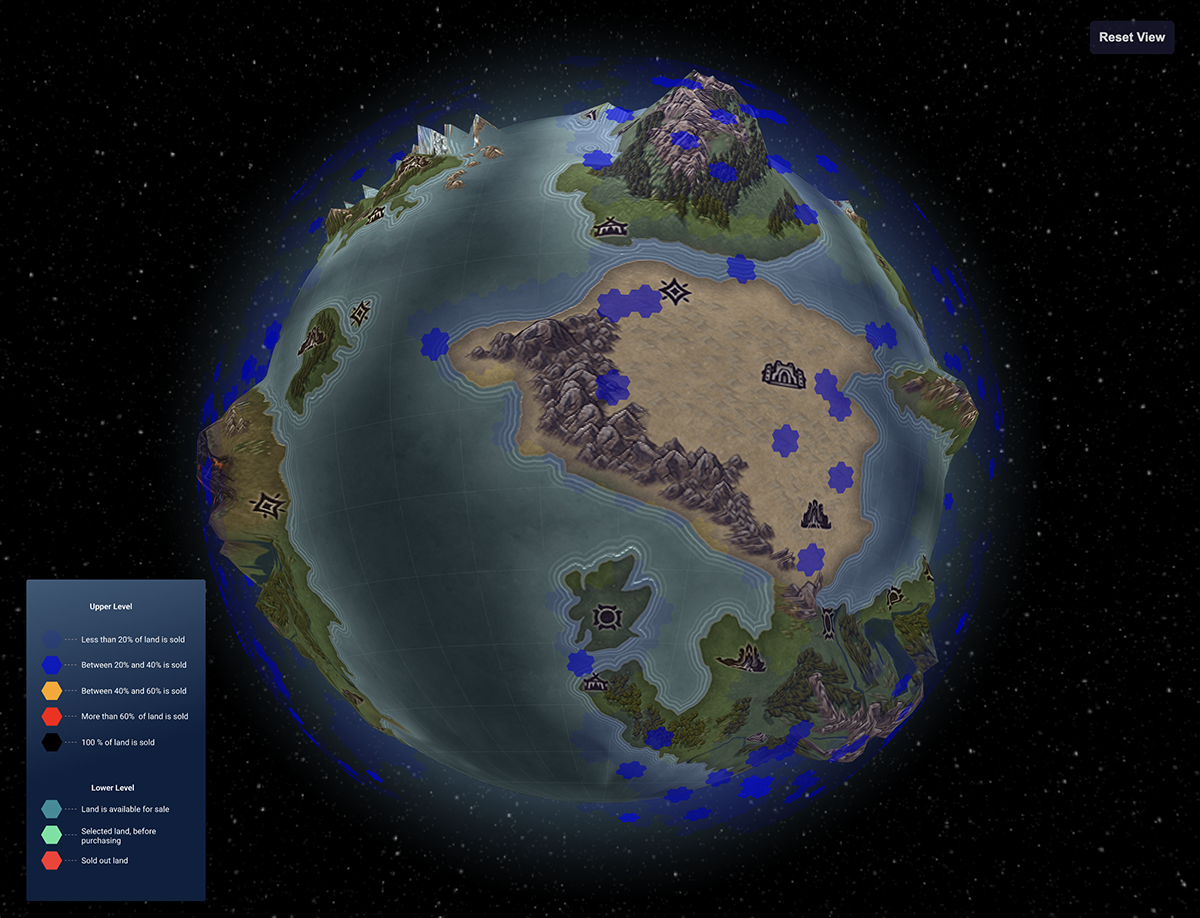 Reset View
Upper Level
Less than 20% of land is sold
Between 20% and 40% is sold
Between 40% and 60% is sold
More than 60% of land is sold
100 % of land is sold
Lower Level
Land is available for sale
Selected land, before
purchasing
Sold out land